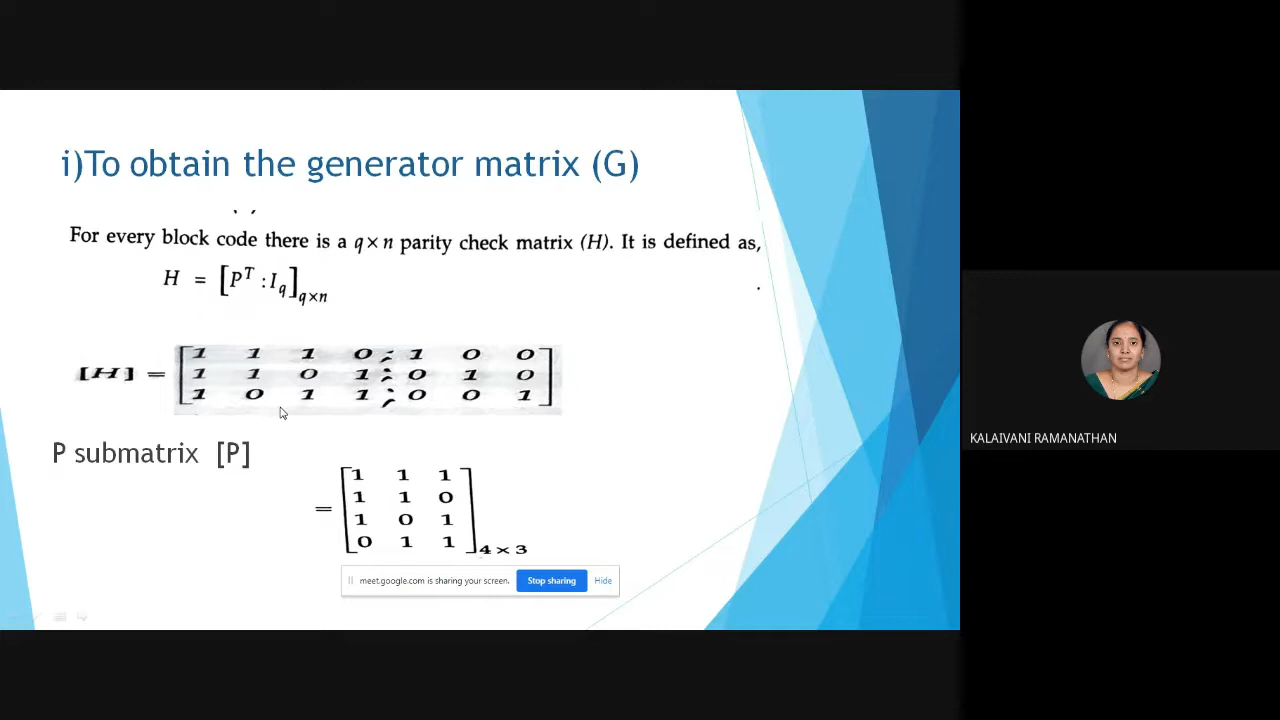 i)To obtain the generator matrix (G)
For every block code there is a q×n parity check matrix (H). It is defined as,
H = [Pᵀ : I_q]_q×n
[H] = [1 1 1 0 : 1 0 0
1 1 0 1 : 0 1 0
1 0 1 1 : 0 0 1]
P submatrix [P]
= [1 1 1
1 1 0
1 0 1
0 1 1]_4×3
meet.google.com is sharing your screen. Stop sharing Hide
KALAIVANI RAMANATHAN